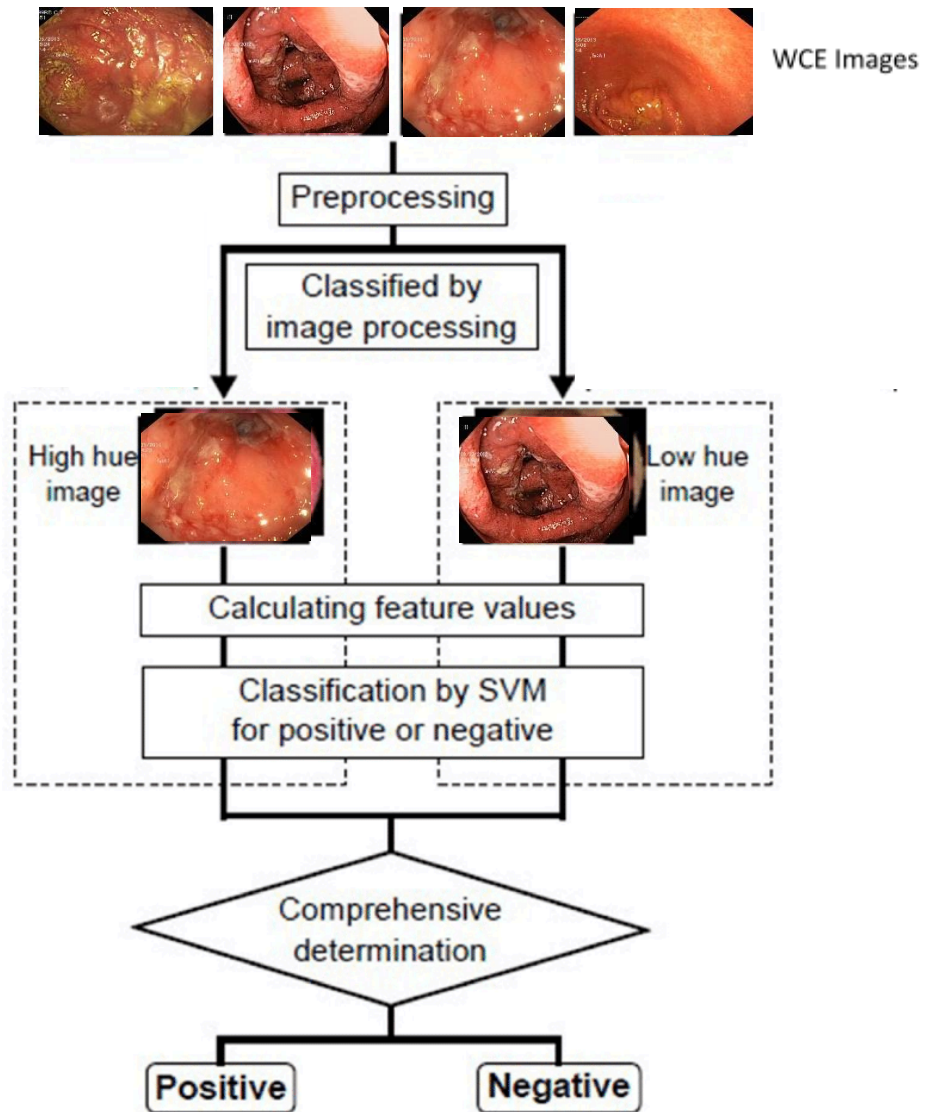 WCE Images
Preprocessing
Classified by
image processing
High hue
image
Low hue
image
Calculating feature values
Classification by SVM
for positive or negative
Comprehensive
determination
Positive
Negative